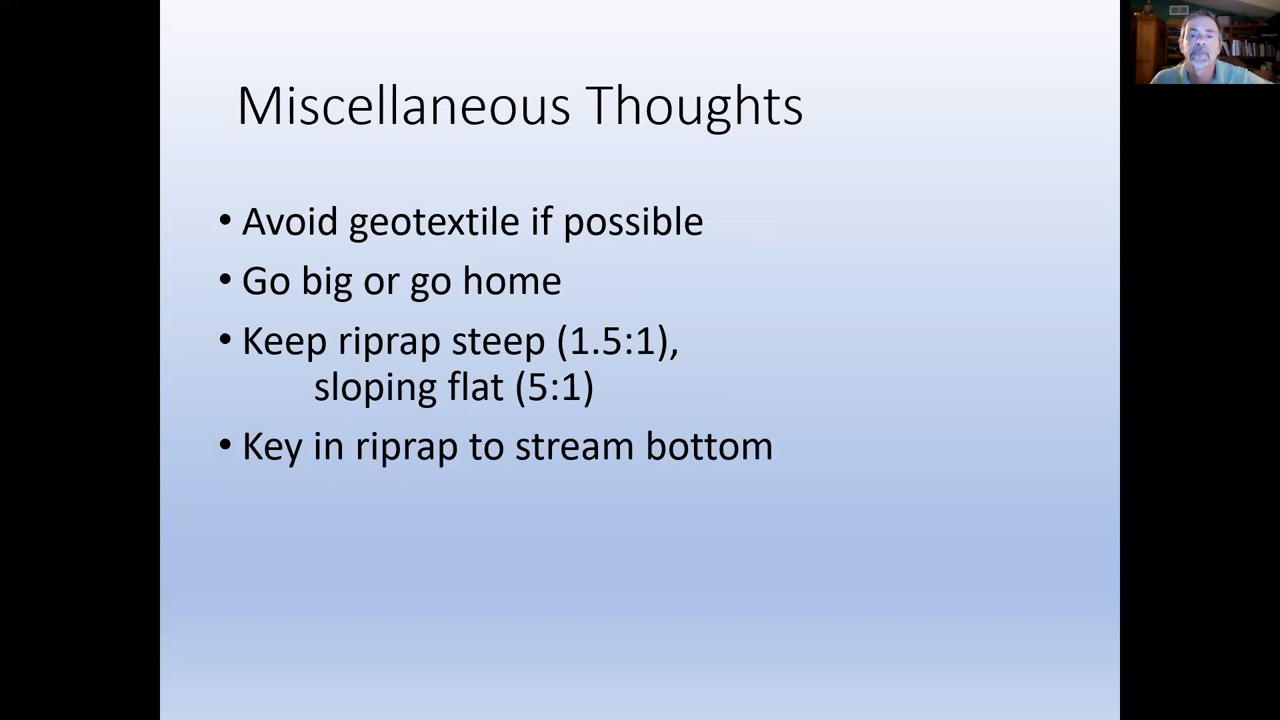 Miscellaneous Thoughts
• Avoid geotextile if possible
• Go big or go home
• Keep riprap steep (1.5:1),
sloping flat (5:1)
• Key in riprap to stream bottom